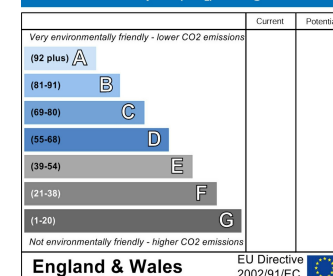 Current Potentia
Very environmentally friendly - lower CO2 emissions
(92 plus) A
(81-91) B
(69-80) C
(55-68) D
(39-54) E
(21-38) F
(1-20) G
Not environmentally friendly - higher CO2 emissions
England & Wales
EU Directive
2002/91/EC